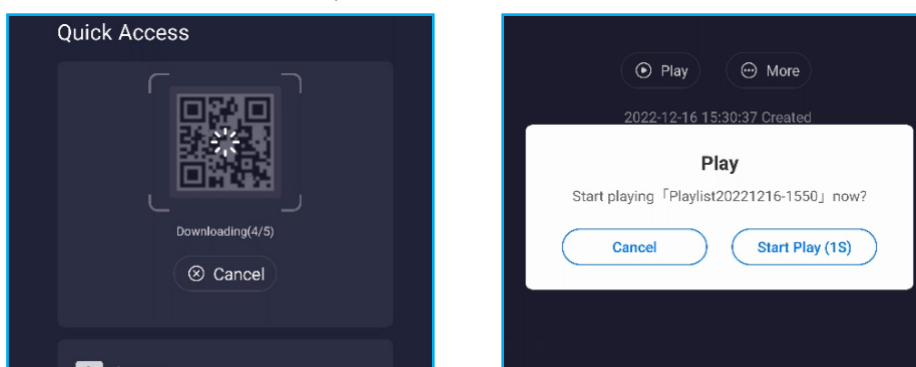 Quick Access
Downloading(4/5)
Cancel
Play
More
2022-12-16 15:30:37 Created
Play
Start playing「Playlist20221216-1550」now?
Cancel
Start Play (1S)